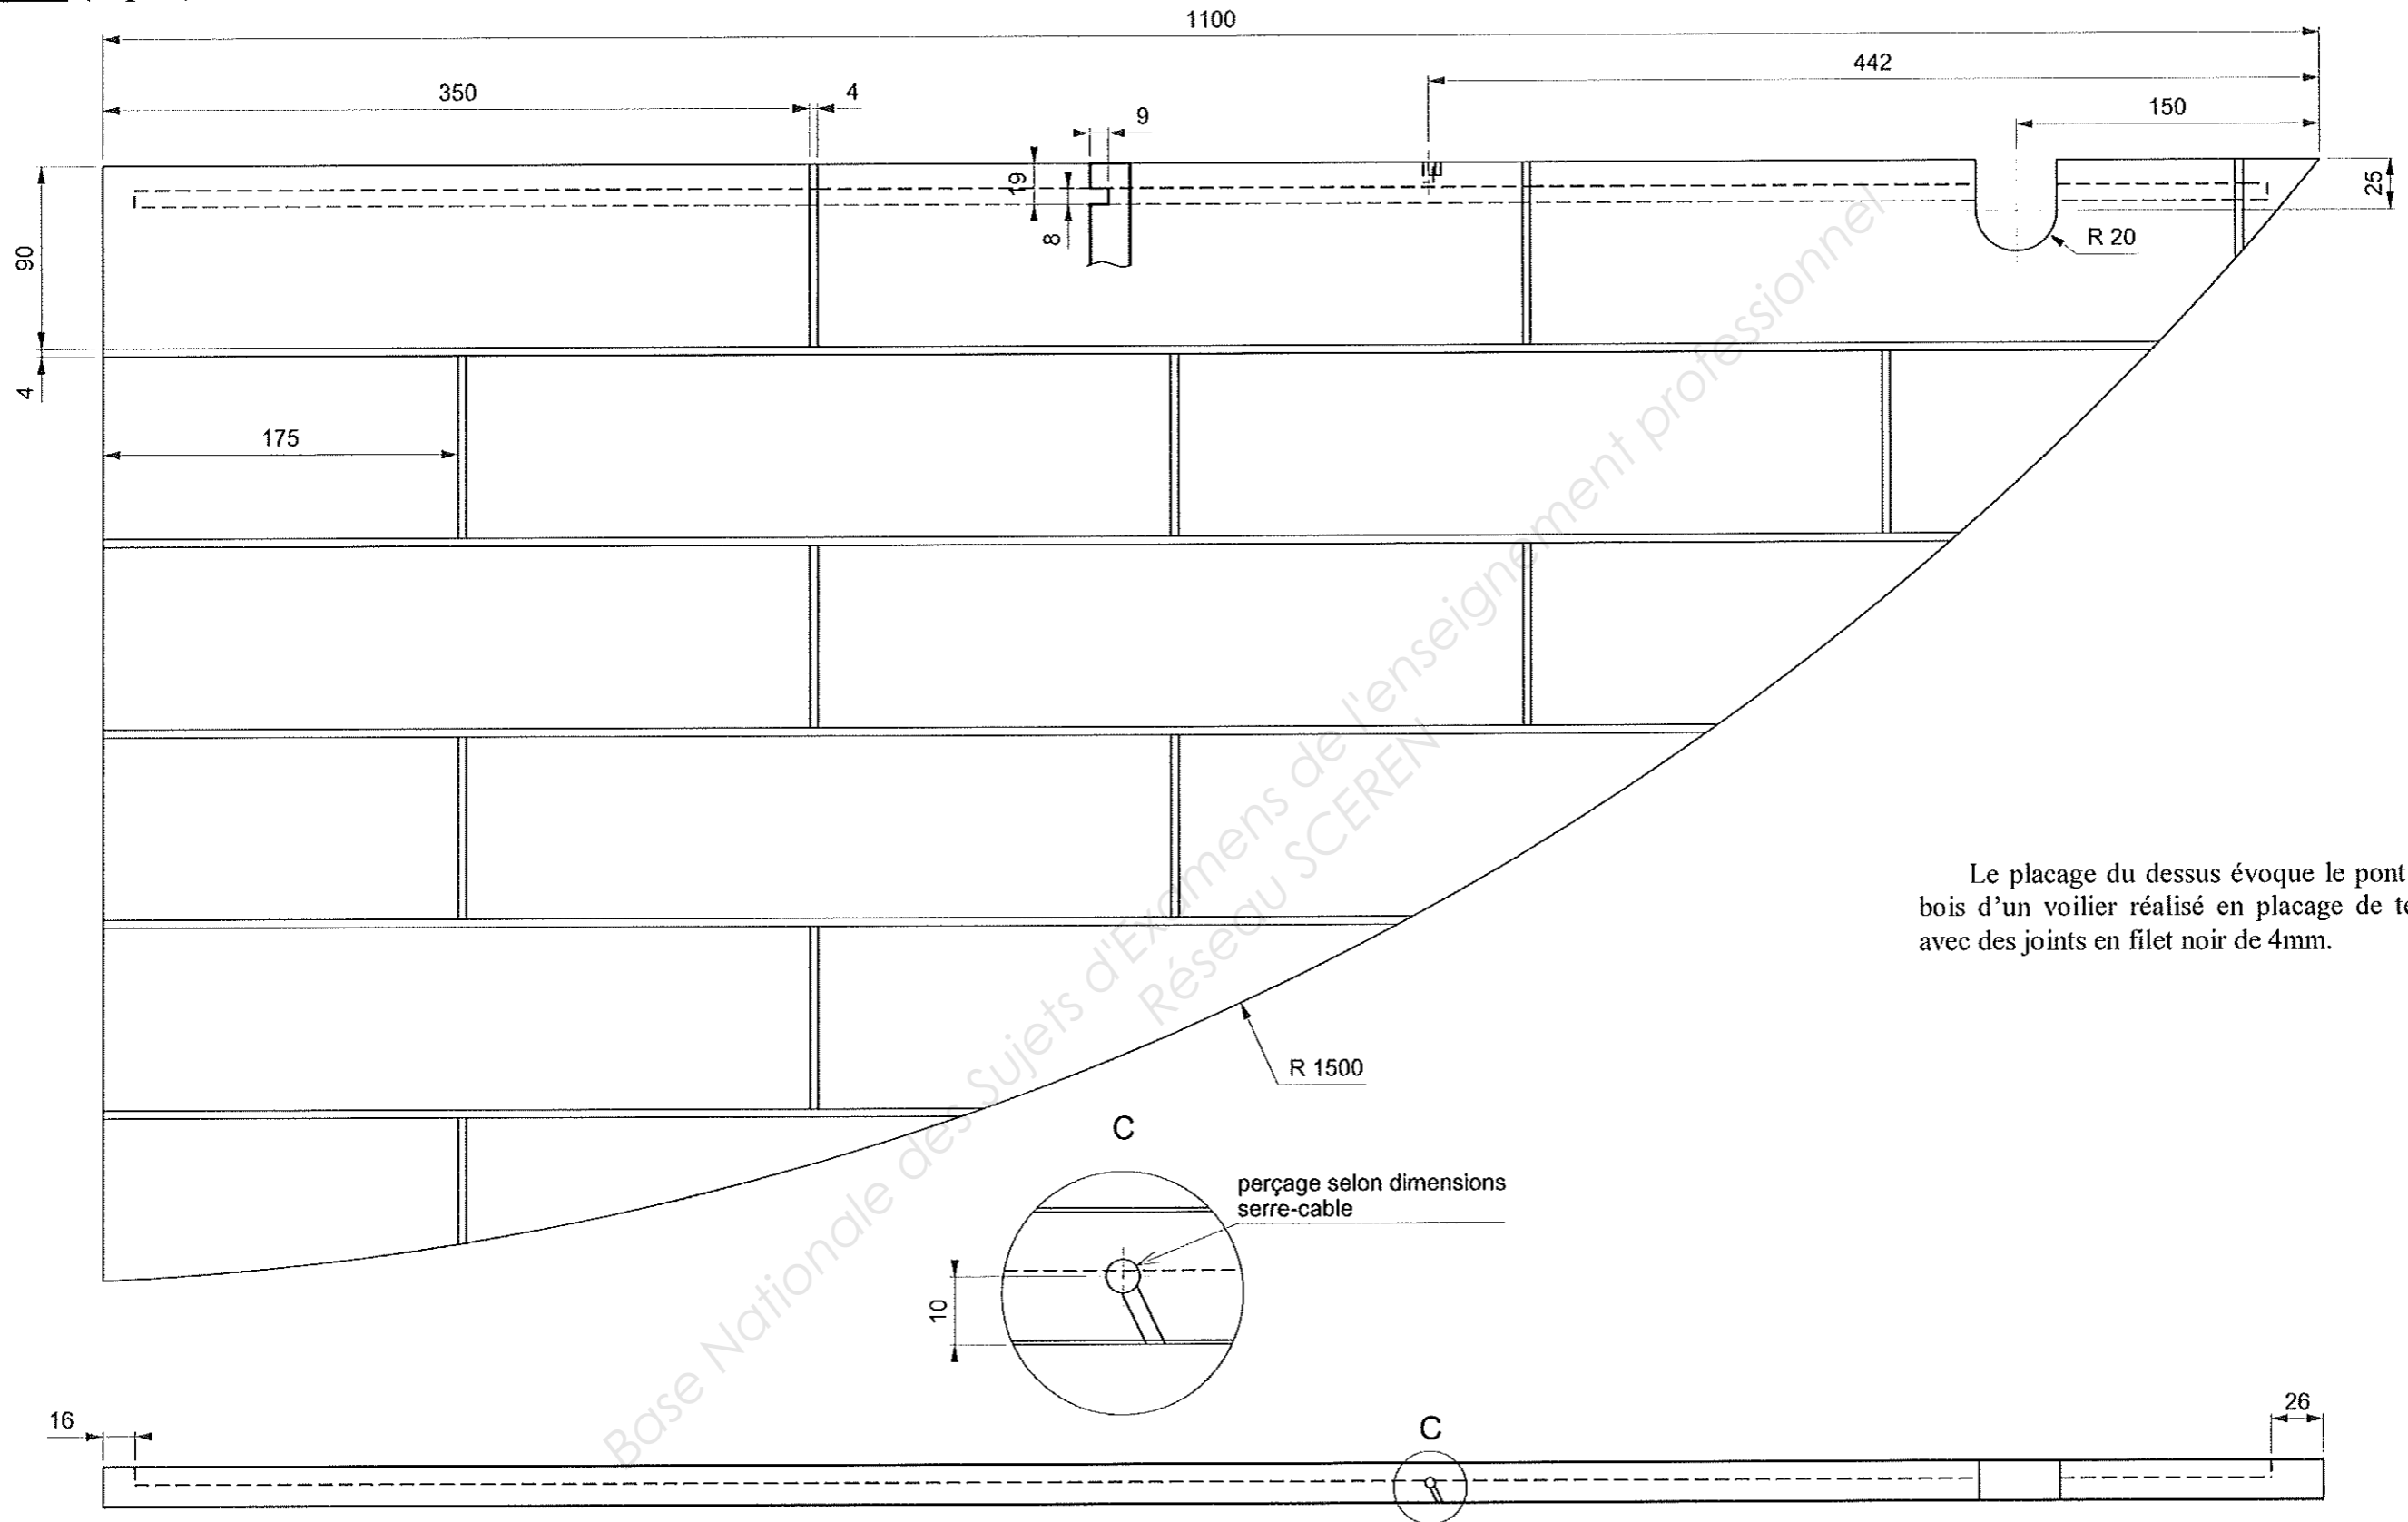 1100
442
350
4
150
9
19
8
25
R 20
90
4
175
Le placage du dessus évoque le pont
bois d'un voilier réalisé en placage de
avec des joints en filet noir de 4mm.
R 1500
C
perçage selon dimensions
serre-cable
10
16
C
26
Base Nationale des Sujets d'Examens de l'enseignement professionnel
Réseau SCEREN